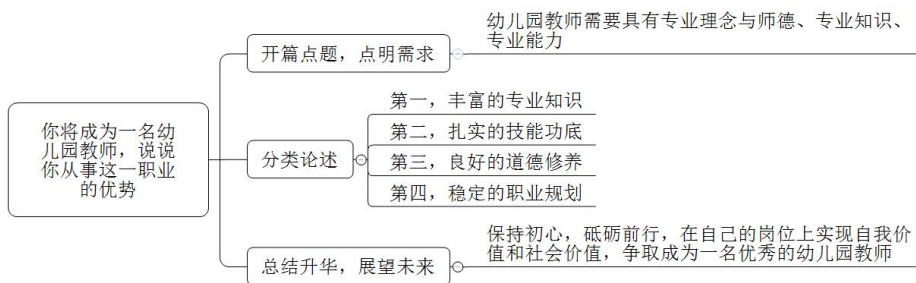 你将成为一名幼
儿园教师，说说
你从事这一职业
的优势
开篇点题，点明需求
幼儿园教师需要具有专业理念与师德、专业知识、
专业能力
分类论述
第一，丰富的专业知识
第二，扎实的技能功底
第三，良好的道德修养
第四，稳定的职业规划
总结升华，展望未来
保持初心，砥砺前行，在自己的岗位上实现自我价
值和社会价值，争取成为一名优秀的幼儿园教师